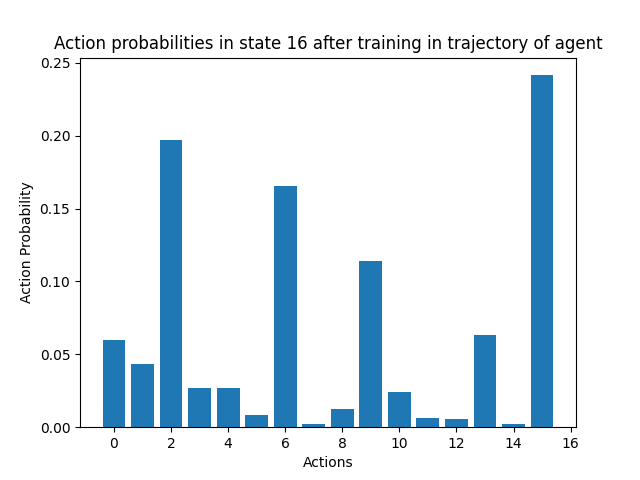 Action probabilities in state 16 after training in trajectory of agent
0.25
0.20
0.15
0.10
0.05
0.00
Action Probability
0 2 4 6 8 10 12 14 16
Actions